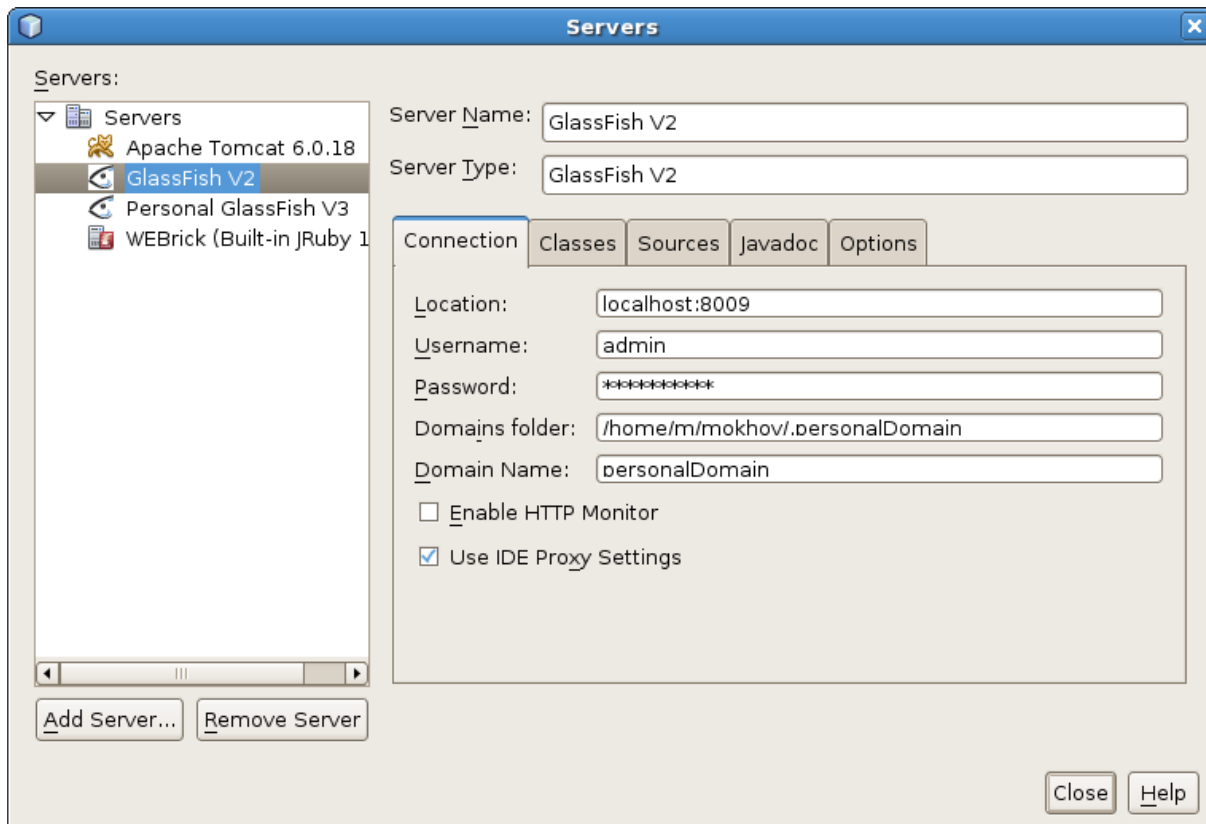 Servers
Servers:
Servers
Apache Tomcat 6.0.18
GlassFish V2
Personal GlassFish V3
WEBrick (Built-in JRuby 1
Add Server...
Remove Server
Server Name: GlassFish V2
Server Type: GlassFish V2
Connection Classes Sources Javadoc Options
Location: localhost:8009
Username: admin
Password: ***********
Domains folder: /home/m/mokhov/.personalDomain
Domain Name: personalDomain
Enable HTTP Monitor
Use IDE Proxy Settings
Close Help